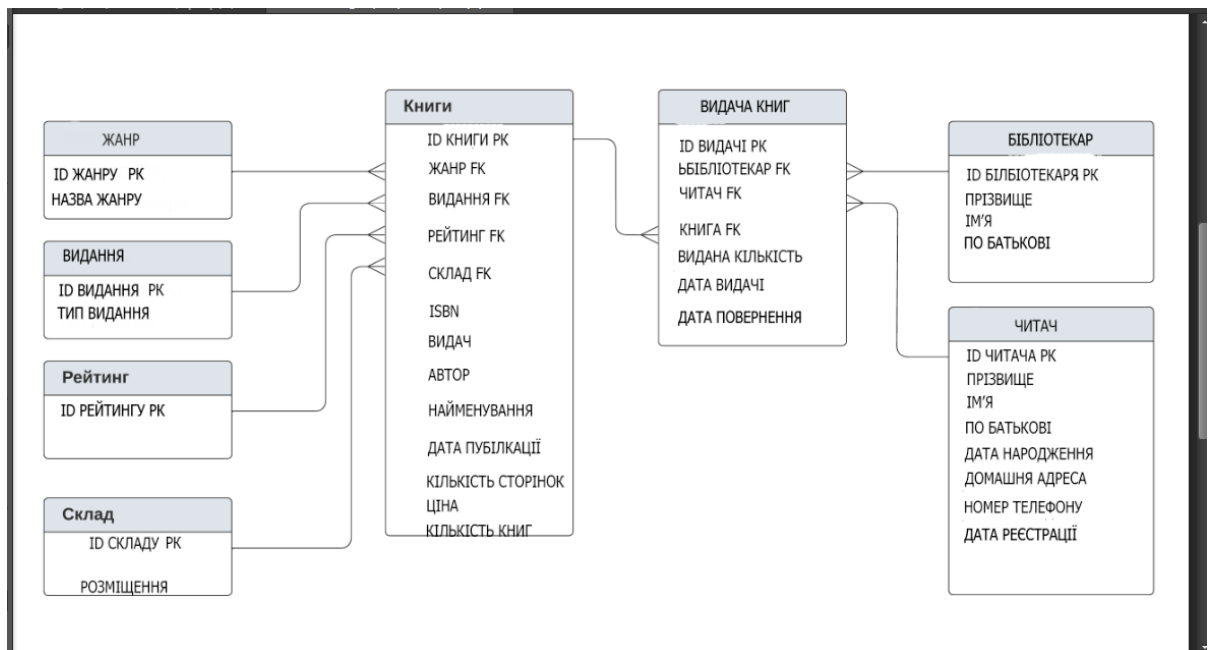 ЖАНР
ID ЖАНРУ PK
НАЗВА ЖАНРУ
ВИДАННЯ
ID ВИДАННЯ PK
ТИП ВИДАННЯ
Рейтинг
ID РЕЙТИНГУ PK
Склад
ID СКЛАДУ PK
РОЗМІЩЕННЯ
Книги
ID КНИГИ PK
ЖАНР FK
ВИДАННЯ FK
РЕЙТИНГ FK
СКЛАД FK
ISBN
ВИДАЧ
АВТОР
НАЙМЕНУВАННЯ
ДАТА ПУБІЛКАЦІЇ
КІЛЬКІСТЬ СТОРІНОК
ЦІНА
КІЛЬКІСТЬ КНИГ
ВИДАЧА КНИГ
ID ВИДАЧІ PK
ЬБІБЛІОТЕКАР FK
ЧИТАЧ FK
КНИГА FK
ВИДАНА КІЛЬКІСТЬ
ДАТА ВИДАЧІ
ДАТА ПОВЕРНЕННЯ
БІБЛІОТЕКАР
ID БІЛБІОТЕКАРЯ PK
ПРІЗВИЩЕ
ІМ'Я
ПО БАТЬКОВІ
ЧИТАЧ
ID ЧИТАЧА PK
ПРІЗВИЩЕ
ІМ'Я
ПО БАТЬКОВІ
ДАТА НАРОДЖЕННЯ
ДОМАШНЯ АДРЕСА
НОМЕР ТЕЛЕФОНУ
ДАТА РЕЄСТРАЦІЇ